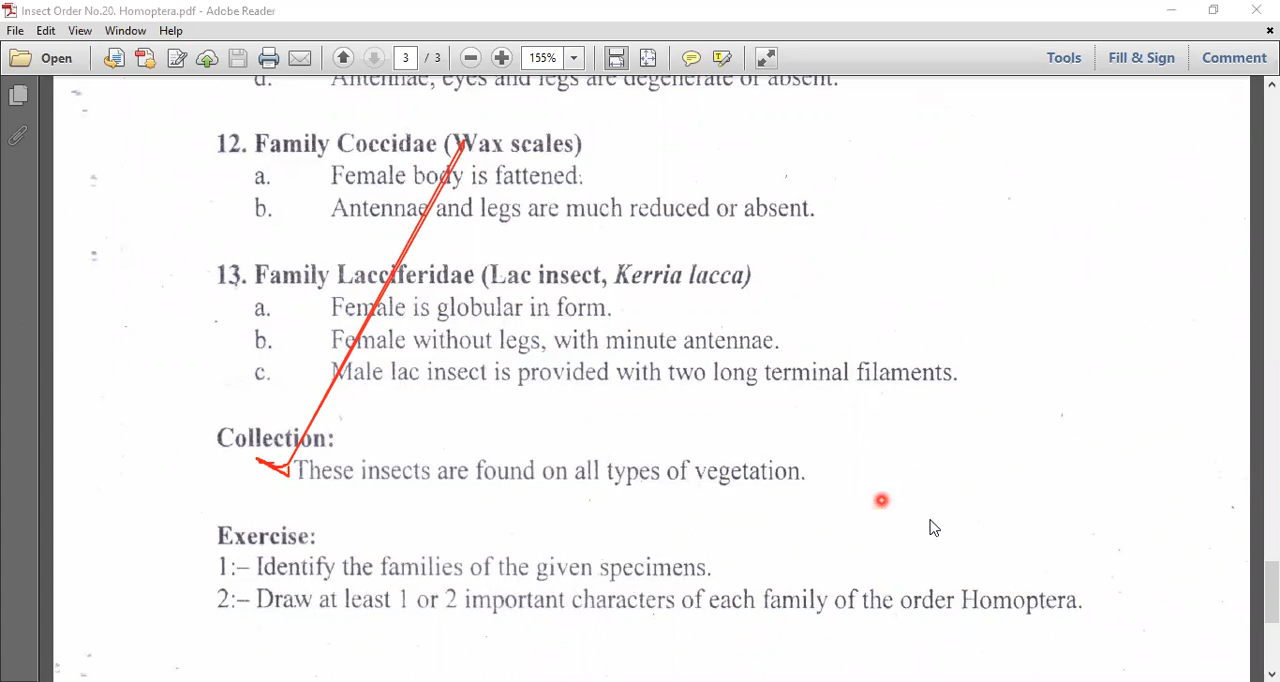 Insect Order No.20. Homoptera.pdf - Adobe Reader
File Edit View Window Help
Open 3 / 3 155% Tools Fill & Sign Comment
d. Antennae, eyes and legs are degenerate or absent.
12. Family Coccidae (Wax scales)
a. Female body is fattened.
b. Antennae and legs are much reduced or absent.
13. Family Lacciferidae (Lac insect, Kerria lacca)
a. Female is globular in form.
b. Female without legs, with minute antennae.
c. Male lac insect is provided with two long terminal filaments.
Collection:
These insects are found on all types of vegetation.
Exercise:
1:– Identify the families of the given specimens.
2:– Draw at least 1 or 2 important characters of each family of the order Homoptera.